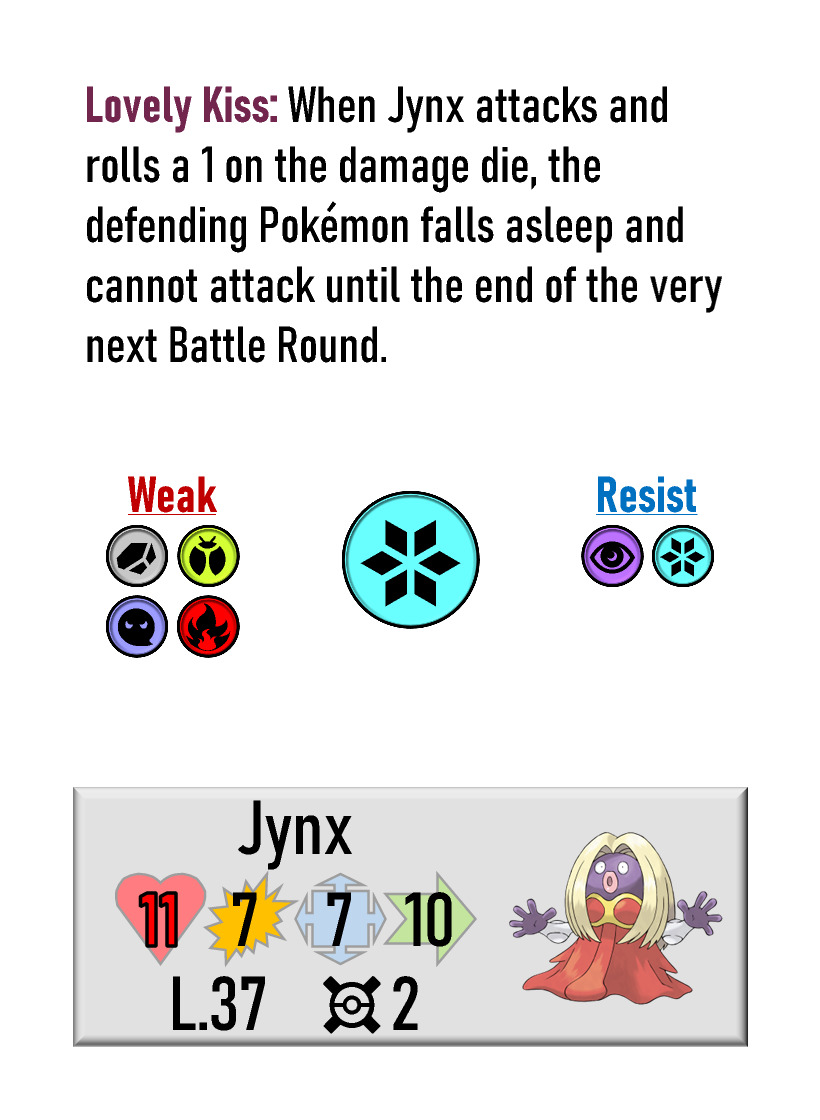 Lovely Kiss: When Jynx attacks and
rolls a 1 on the damage die, the
defending Pokémon falls asleep and
cannot attack until the end of the very
next Battle Round.
Weak
Resist
Jynx
11 7 7 10
L.37 2